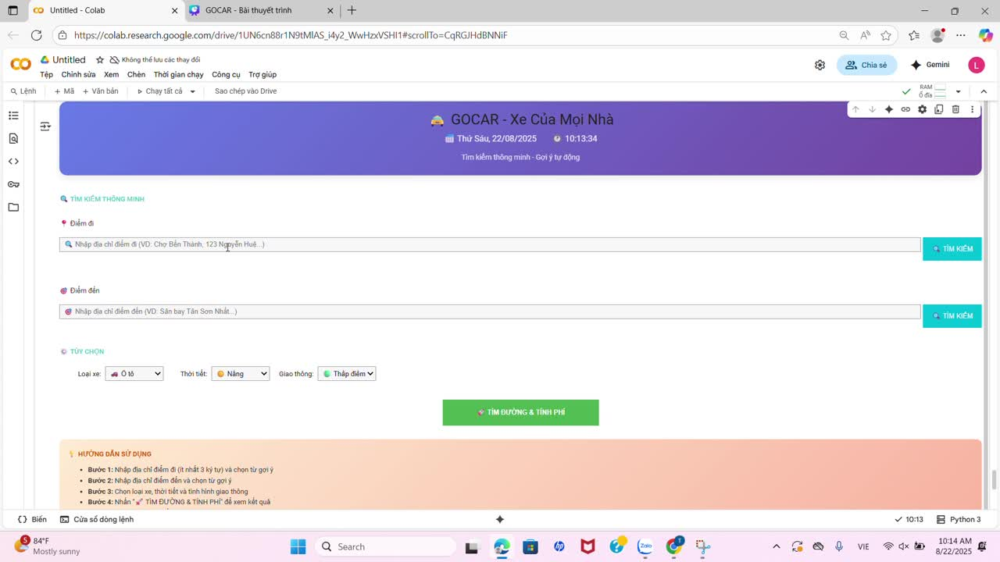 Untitled - Colab
GOCAR - Bài thuyết trình
https://colab.research.google.com/drive/1UN6cn88r1N9tMlAS_i4y2_WwHzxVSHI1#scrollTo=CqRGJHdBNNiF
Untitled
Không thể lưu các thay đổi
Tệp Chỉnh sửa Xem Chèn Thời gian chạy Công cụ Trợ giúp
Chia sẻ
Gemini
L
Lệnh + Mã + Văn bản Chạy tất cả Sao chép vào Drive
RAM
Ổ đĩa
GOCAR - Xe Của Mọi Nhà
Thứ Sáu, 22/08/2025 10:13:34
Tìm kiếm thông minh - Gợi ý tự động
TÌM KIẾM THÔNG MINH
Điểm đi
Nhập địa chỉ điểm đi (VD: Chợ Bến Thành, 123 Nguyễn Huệ...)
TÌM KIẾM
Điểm đến
Nhập địa chỉ điểm đến (VD: Sân bay Tân Sơn Nhất...)
TÌM KIẾM
TÙY CHỌN
Loại xe: Ô tô Thời tiết: Nắng Giao thông: Thấp điểm
TÌM ĐƯỜNG & TÍNH PHÍ
HƯỚNG DẪN SỬ DỤNG
• Bước 1: Nhập địa chỉ điểm đi (ít nhất 3 ký tự) và chọn từ gợi ý
• Bước 2: Nhập địa chỉ điểm đến và chọn từ gợi ý
• Bước 3: Chọn loại xe, thời tiết và tình hình giao thông
• Bước 4: Nhấn "🚀 TÌM ĐƯỜNG & TÍNH PHÍ" để xem kết quả
Biến
Cửa sổ dòng lệnh
10:13
Python 3
5
84°F
Mostly sunny
Search
Zalo
T
VIE
10:14 AM
8/22/2025